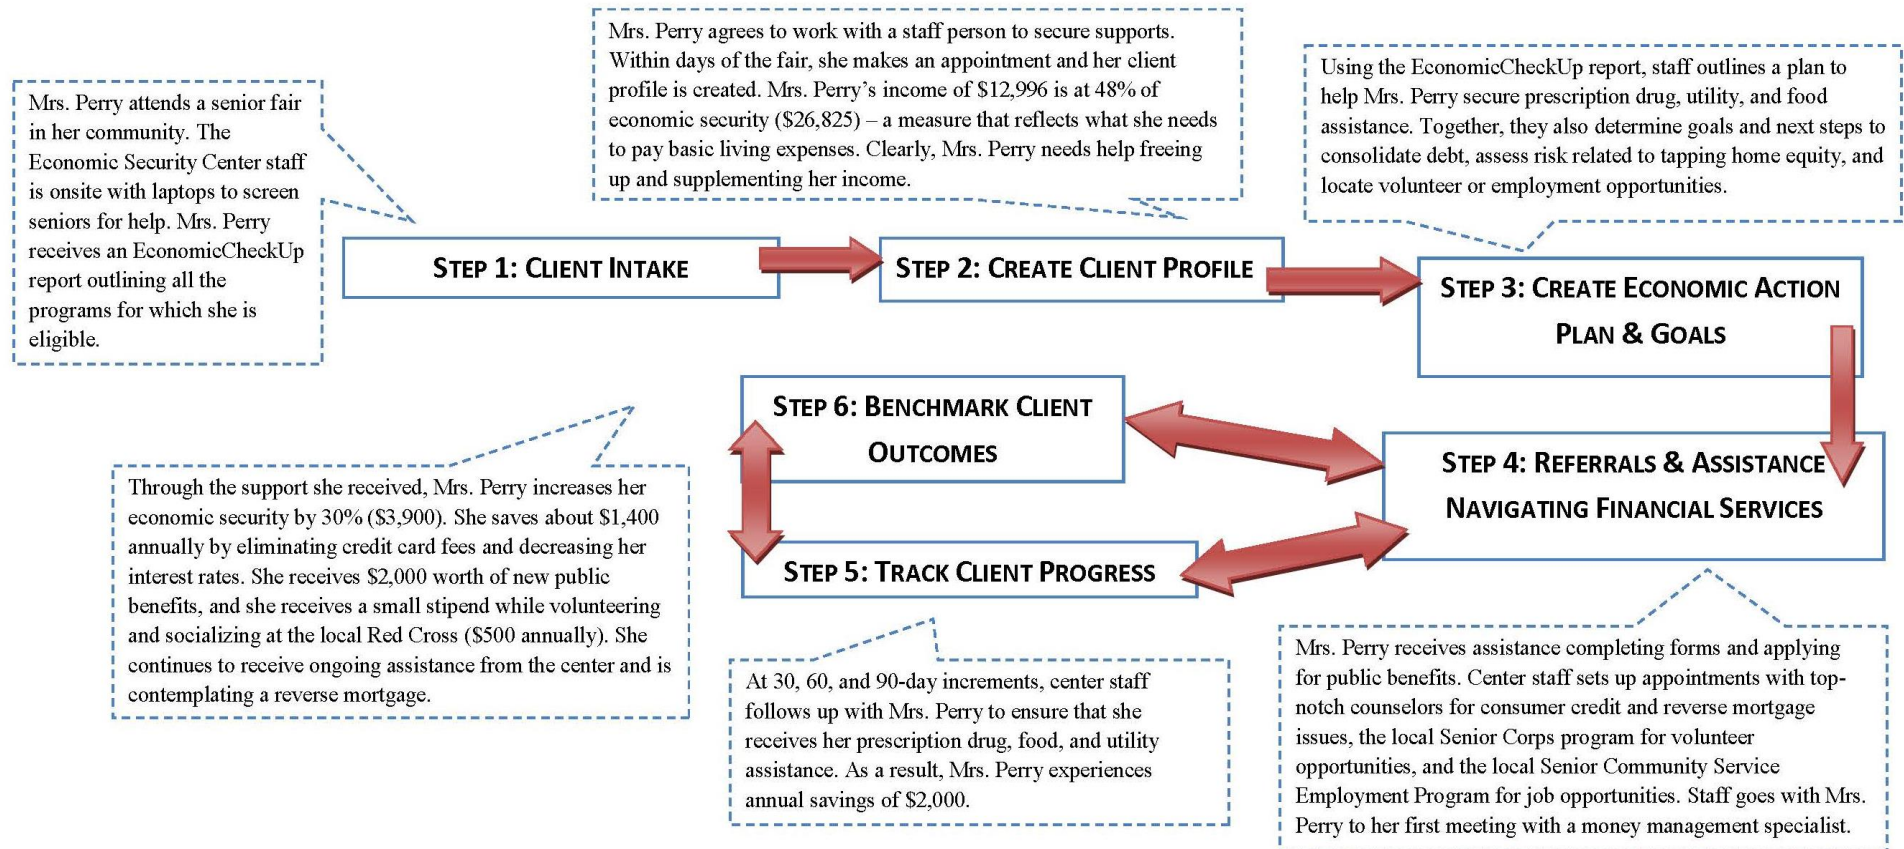 Mrs. Perry attends a senior fair
in her community. The
Economic Security Center staff
is onsite with laptops to screen
seniors for help. Mrs. Perry
receives an EconomicCheckUp
report outlining all the
programs for which she is
eligible.
STEP 1: CLIENT INTAKE
Mrs. Perry agrees to work with a staff person to secure supports.
Within days of the fair, she makes an appointment and her client
profile is created. Mrs. Perry’s income of $12,996 is at 48% of
economic security ($26,825) – a measure that reflects what she needs
to pay basic living expenses. Clearly, Mrs. Perry needs help freeing
up and supplementing her income.
STEP 2: CREATE CLIENT PROFILE
Using the EconomicCheckUp report, staff outlines a plan to
help Mrs. Perry secure prescription drug, utility, and food
assistance. Together, they also determine goals and next steps to
consolidate debt, assess risk related to tapping home equity, and
locate volunteer or employment opportunities.
STEP 3: CREATE ECONOMIC ACTION
PLAN & GOALS
STEP 4: REFERRALS & ASSISTANCE
NAVIGATING FINANCIAL SERVICES
Mrs. Perry receives assistance completing forms and applying
for public benefits. Center staff sets up appointments with top-
notch counselors for consumer credit and reverse mortgage
issues, the local Senior Corps program for volunteer
opportunities, and the local Senior Community Service
Employment Program for job opportunities. Staff goes with Mrs.
Perry to her first meeting with a money management specialist.
STEP 5: TRACK CLIENT PROGRESS
At 30, 60, and 90-day increments, center staff
follows up with Mrs. Perry to ensure that she
receives her prescription drug, food, and utility
assistance. As a result, Mrs. Perry experiences
annual savings of $2,000.
STEP 6: BENCHMARK CLIENT
OUTCOMES
Through the support she received, Mrs. Perry increases her
economic security by 30% ($3,900). She saves about $1,400
annually by eliminating credit card fees and decreasing her
interest rates. She receives $2,000 worth of new public
benefits, and she receives a small stipend while volunteering
and socializing at the local Red Cross ($500 annually). She
continues to receive ongoing assistance from the center and is
contemplating a reverse mortgage.